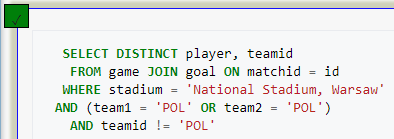 SELECT DISTINCT player, teamid
FROM game JOIN goal ON matchid = id
WHERE stadium = 'National Stadium, Warsaw'
AND (team1 = 'POL' OR team2 = 'POL')
AND teamid != 'POL'